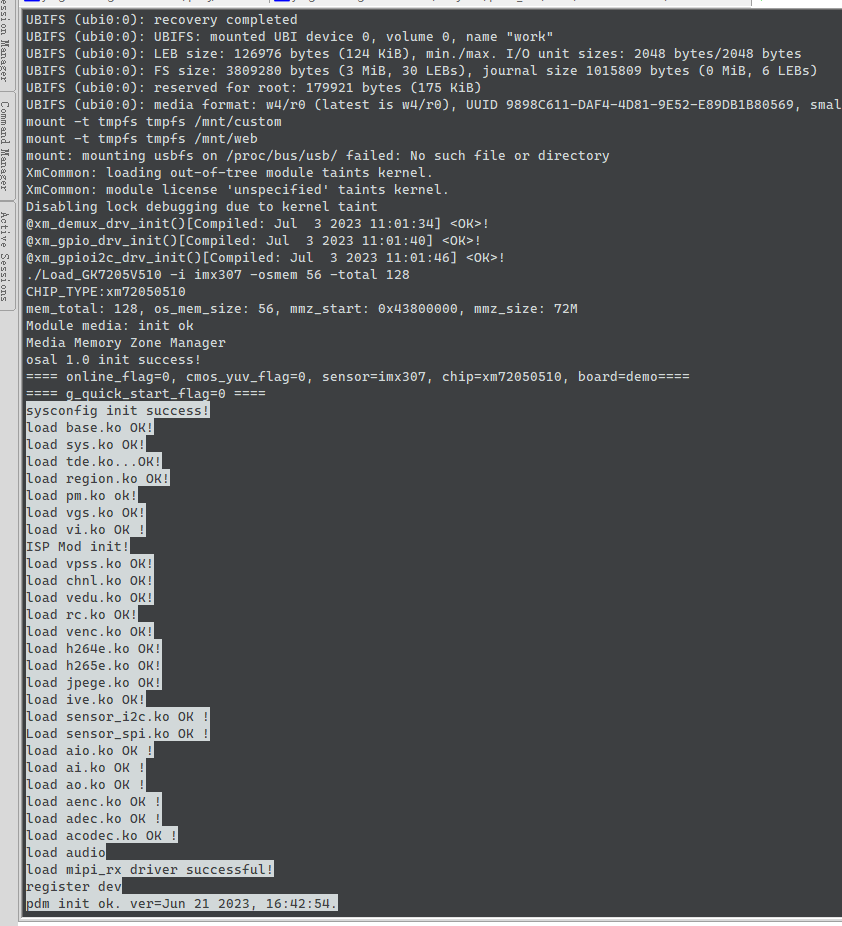 ession Manager
Command Manager
Active Sessions
UBIFS (ubi0:0): recovery completed
UBIFS (ubi0:0): UBIFS: mounted UBI device 0, volume 0, name "work"
UBIFS (ubi0:0): LEB size: 126976 bytes (124 KiB), min./max. I/O unit sizes: 2048 bytes/2048 bytes
UBIFS (ubi0:0): FS size: 3809280 bytes (3 MiB, 30 LEBs), journal size 1015809 bytes (0 MiB, 6 LEBs)
UBIFS (ubi0:0): reserved for root: 179921 bytes (175 KiB)
UBIFS (ubi0:0): media format: w4/r0 (latest is w4/r0), UUID 9898C611-DAF4-4D81-9E52-E89DB1B80569, smal
mount -t tmpfs tmpfs /mnt/custom
mount -t tmpfs tmpfs /mnt/web
mount: mounting usbfs on /proc/bus/usb/ failed: No such file or directory
XmCommon: loading out-of-tree module taints kernel.
XmCommon: module license 'unspecified' taints kernel.
Disabling lock debugging due to kernel taint
@xm_demux_drv_init()[Compiled: Jul  3 2023 11:01:34] <OK>!
@xm_gpio_drv_init()[Compiled: Jul  3 2023 11:01:40] <OK>!
@xm_gpioi2c_drv_init()[Compiled: Jul  3 2023 11:01:46] <OK>!
./Load_GK7205V510 -i imx307 -osmem 56 -total 128
CHIP_TYPE:xm72050510
mem_total: 128, os_mem_size: 56, mmz_start: 0x43800000, mmz_size: 72M
Module media: init ok
Media Memory Zone Manager
osal 1.0 init success!
==== online_flag=0, cmos_yuv_flag=0, sensor=imx307, chip=xm72050510, board=demo====
==== g_quick_start_flag=0 ====
sysconfig init success!
load base.ko OK!
load sys.ko OK!
load tde.ko...OK!
load region.ko OK!
load pm.ko ok!
load vgs.ko OK!
load vi.ko OK !
ISP Mod init!
load vpss.ko OK!
load chnl.ko OK!
load vedu.ko OK!
load rc.ko OK!
load venc.ko OK!
load h264e.ko OK!
load h265e.ko OK!
load jpege.ko OK!
load ive.ko OK!
load sensor_i2c.ko OK !
Load sensor_spi.ko OK !
load aio.ko OK !
load ai.ko OK !
load ao.ko OK !
load aenc.ko OK !
load adec.ko OK !
load acodec.ko OK !
load audio
load mipi_rx driver successful!
register dev
pdm init ok. ver=Jun 21 2023, 16:42:54.